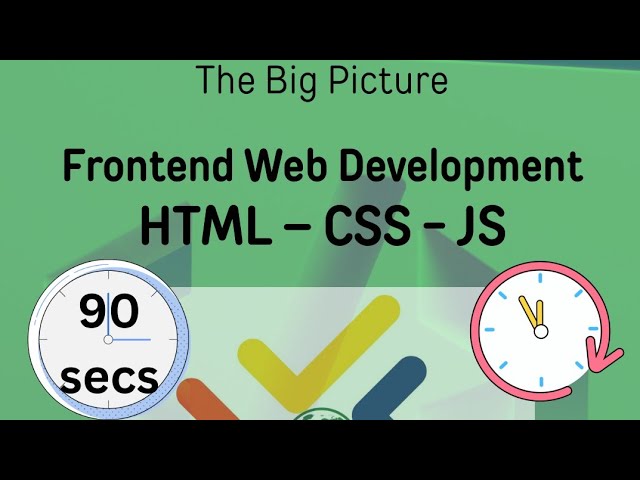 The Big Picture
Frontend Web Development
HTML – CSS - JS
90
secs